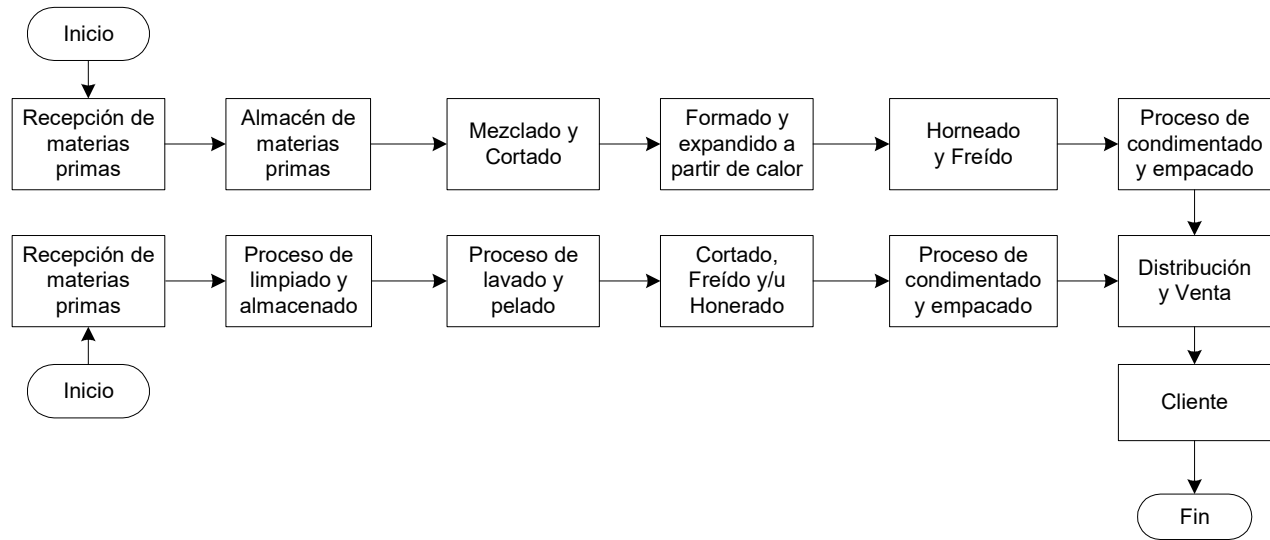 Inicio
Recepción de
materias
primas
Almacén de
materias
primas
Mezclado y
Cortado
Formado y
expandido a
partir de calor
Horneado
y Freído
Proceso de
condimentado
y empacado
Recepción de
materias
primas
Proceso de
limpiado y
almacenado
Proceso de
lavado y
pelado
Cortado,
Freído y/u
Honerado
Proceso de
condimentado
y empacado
Distribución
y Venta
Inicio
Cliente
Fin